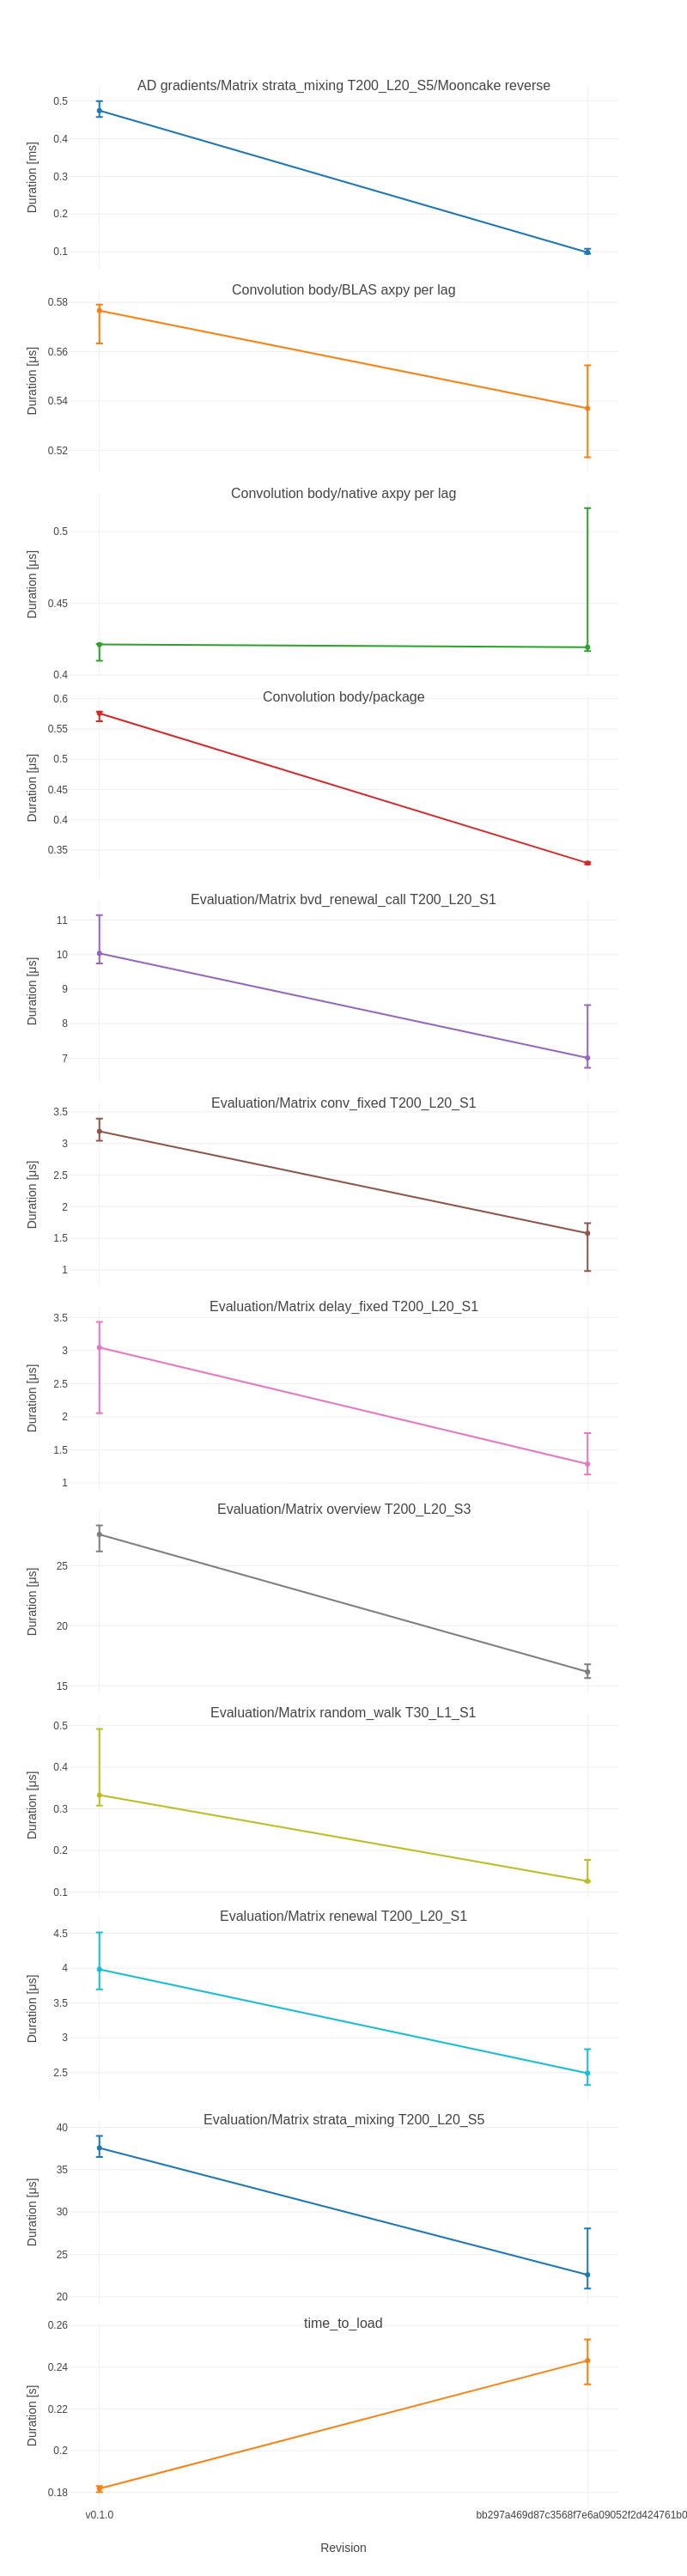 AD gradients/Matrix strata_mixing T200_L20_S5/Mooncake reverse
0.5
0.4
0.3
0.2
0.1
Duration [ms]
Convolution body/BLAS axpy per lag
0.58
0.56
0.54
0.52
Duration [μs]
Convolution body/native axpy per lag
0.5
0.45
0.4
Duration [μs]
Convolution body/package
0.6
0.55
0.5
0.45
0.4
0.35
Duration [μs]
Evaluation/Matrix bvd_renewal_call T200_L20_S1
11
10
9
8
7
Duration [μs]
Evaluation/Matrix conv_fixed T200_L20_S1
3.5
3
2.5
2
1.5
1
Duration [μs]
Evaluation/Matrix delay_fixed T200_L20_S1
3.5
3
2.5
2
1.5
1
Duration [μs]
Evaluation/Matrix overview T200_L20_S3
25
20
15
Duration [μs]
Evaluation/Matrix random_walk T30_L1_S1
0.5
0.4
0.3
0.2
0.1
Duration [μs]
Evaluation/Matrix renewal T200_L20_S1
4.5
4
3.5
3
2.5
Duration [μs]
Evaluation/Matrix strata_mixing T200_L20_S5
40
35
30
25
20
Duration [μs]
time_to_load
0.26
0.24
0.22
0.2
0.18
Duration [s]
v0.1.0
bb297a469d87c3568f7e6a09052f2d424761b0
Revision